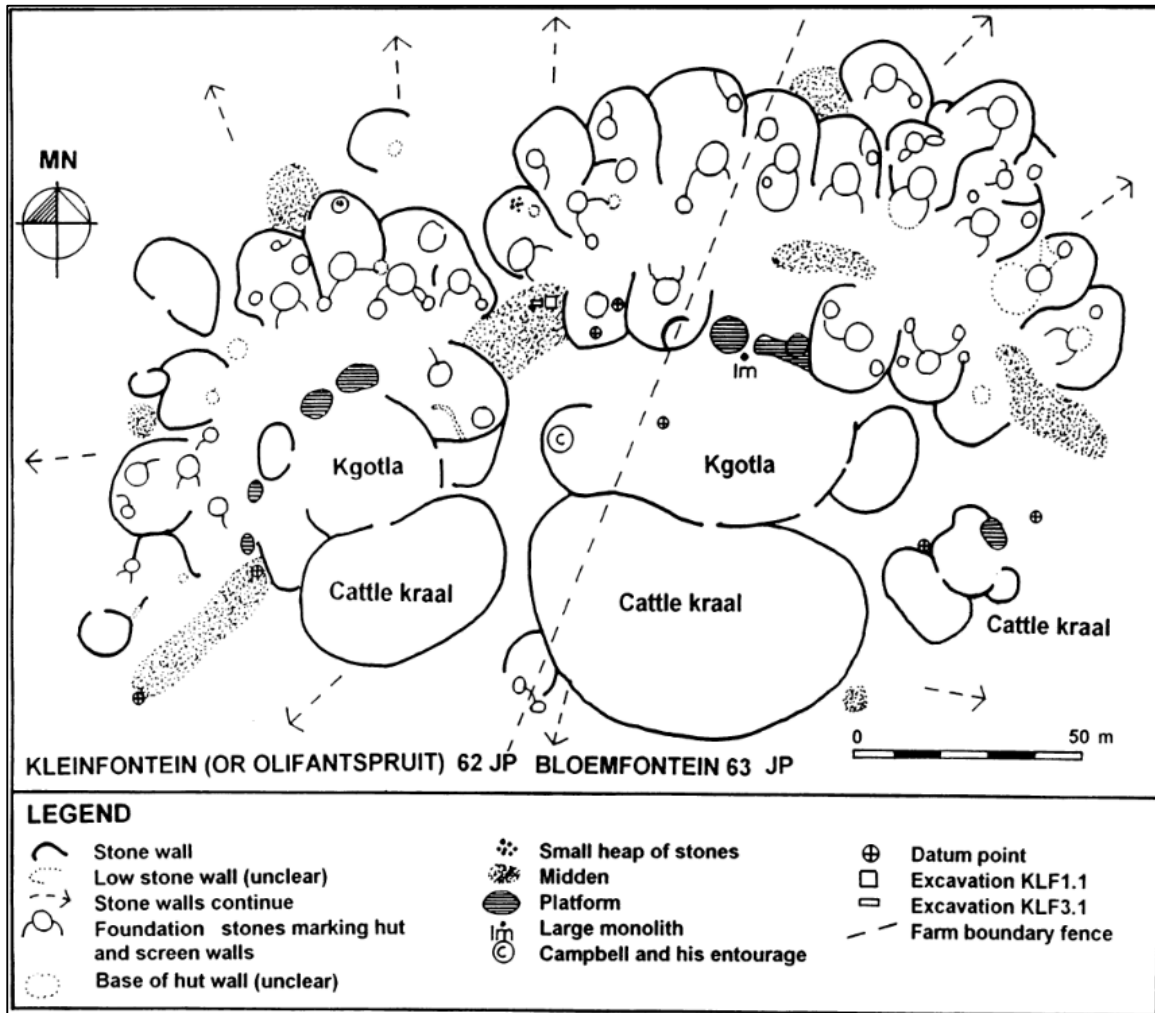 MN
lm
Kgotla
C
Kgotla
Cattle kraal
Cattle kraal
Cattle kraal
0 50 m
KLEINFONTEIN (OR OLIFANTSPRUIT) 62 JP BLOEMFONTEIN 63 JP
LEGEND
Stone wall
Low stone wall (unclear)
Stone walls continue
Foundation stones marking hut
and screen walls
Base of hut wall (unclear)
Small heap of stones
Midden
Platform
lm Large monolith
C Campbell and his entourage
Datum point
Excavation KLF1.1
Excavation KLF3.1
Farm boundary fence